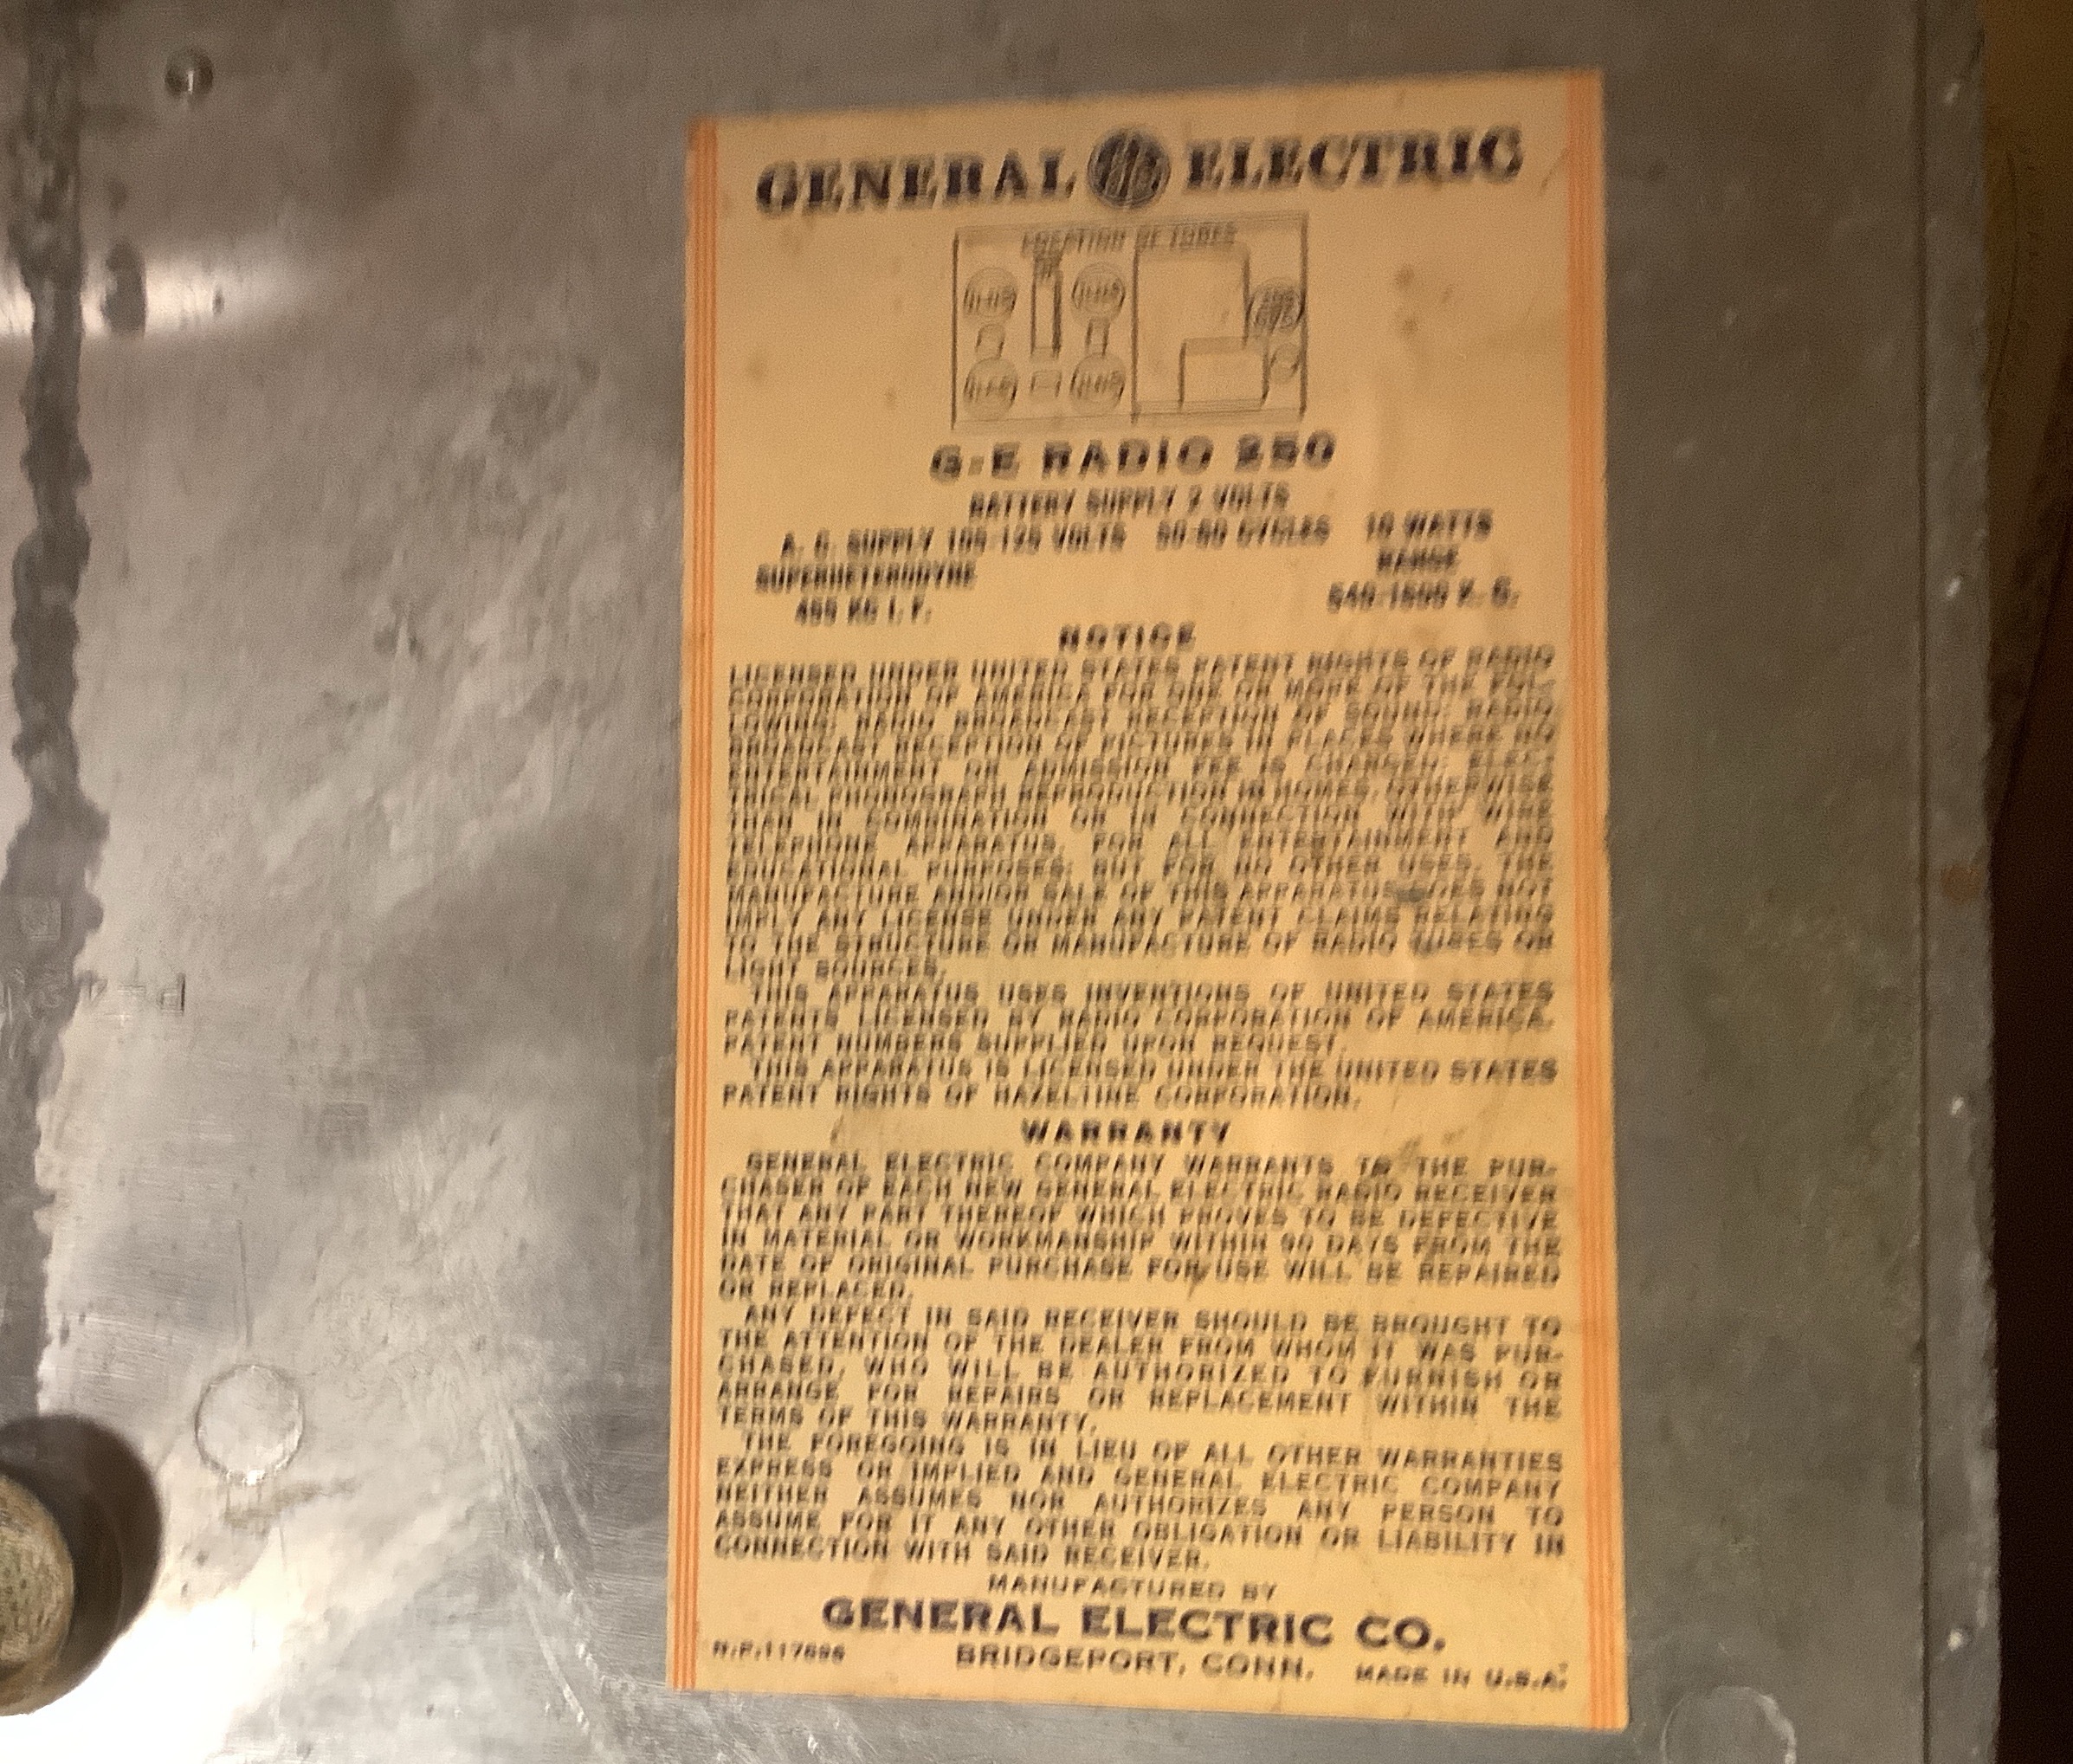 GENERAL GE ELECTRIC
LOCATION OF TUBES
G-E RADIO 250
BATTERY SUPPLY 2 VOLTS
A. C. SUPPLY 105-125 VOLTS 50-60 CYCLES 10 WATTS
SUPERHETERODYNE RANGE
455 KC I. F. 540-1600 K. C.
NOTICE
LICENSED UNDER UNITED STATES PATENT RIGHTS OF RADIO
CORPORATION OF AMERICA FOR ONE OR MORE OF THE FOL-
LOWING: RADIO BROADCAST RECEPTION OF SOUND; RADIO
BROADCAST RECEPTION OF PICTURES IN PLACES WHERE NO
ENTERTAINMENT OR ADMISSION FEE IS CHARGED; ELEC-
TRICAL PHONOGRAPH REPRODUCTION IN HOMES, OTHERWISE
THAN IN COMBINATION OR IN CONNECTION WITH WIRE
TELEPHONE APPARATUS, FOR ALL ENTERTAINMENT AND
EDUCATIONAL PURPOSES; BUT FOR NO OTHER USES. THE
MANUFACTURE AND/OR SALE OF THIS APPARATUS DOES NOT
IMPLY ANY LICENSE UNDER ANY PATENT CLAIMS RELATING
TO THE STRUCTURE OR MANUFACTURE OF RADIO TUBES OR
LIGHT SOURCES.
THIS APPARATUS USES INVENTIONS OF UNITED STATES
PATENTS LICENSED BY RADIO CORPORATION OF AMERICA.
PATENT NUMBERS SUPPLIED UPON REQUEST.
THIS APPARATUS IS LICENSED UNDER THE UNITED STATES
PATENT RIGHTS OF HAZELTINE CORPORATION.
WARRANTY
GENERAL ELECTRIC COMPANY WARRANTS TO THE PUR-
CHASER OF EACH NEW GENERAL ELECTRIC RADIO RECEIVER
THAT ANY PART THEREOF WHICH PROVES TO BE DEFECTIVE
IN MATERIAL OR WORKMANSHIP WITHIN 90 DAYS FROM THE
DATE OF ORIGINAL PURCHASE FOR USE WILL BE REPAIRED
OR REPLACED.
ANY DEFECT IN SAID RECEIVER SHOULD BE BROUGHT TO
THE ATTENTION OF THE DEALER FROM WHOM IT WAS PUR-
CHASED, WHO WILL BE AUTHORIZED TO FURNISH OR
ARRANGE FOR REPAIRS OR REPLACEMENT WITHIN THE
TERMS OF THIS WARRANTY.
THE FOREGOING IS IN LIEU OF ALL OTHER WARRANTIES
EXPRESS OR IMPLIED AND GENERAL ELECTRIC COMPANY
NEITHER ASSUMES NOR AUTHORIZES ANY PERSON TO
ASSUME FOR IT ANY OTHER OBLIGATION OR LIABILITY IN
CONNECTION WITH SAID RECEIVER.
MANUFACTURED BY
GENERAL ELECTRIC CO.
BRIDGEPORT, CONN. MADE IN U.S.A.